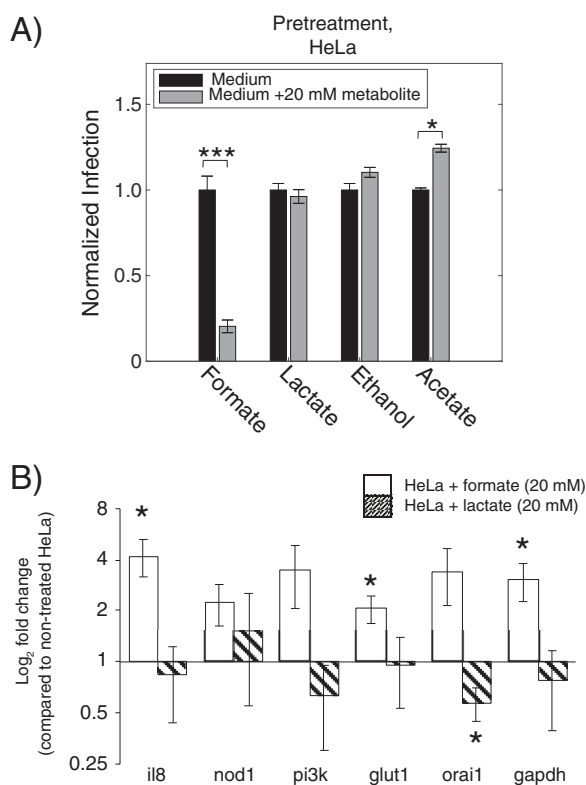 A)
Pretreatment,
HeLa
Medium
Medium +20 mM metabolite
Normalized Infection
1.5
1.0
0.5
0
***
*
Formate
Lactate
Ethanol
Acetate
B)
HeLa + formate (20 mM)
HeLa + lactate (20 mM)
Log₂ fold change
(compared to non-treated HeLa)
8
4
2
1
0.5
0.25
*
*
*
*
il8
nod1
pi3k
glut1
orai1
gapdh